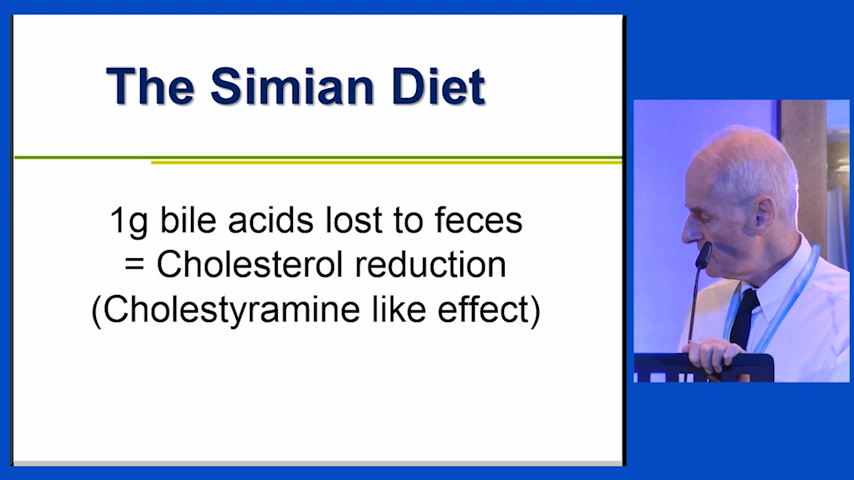 The Simian Diet
1g bile acids lost to feces
= Cholesterol reduction
(Cholestyramine like effect)